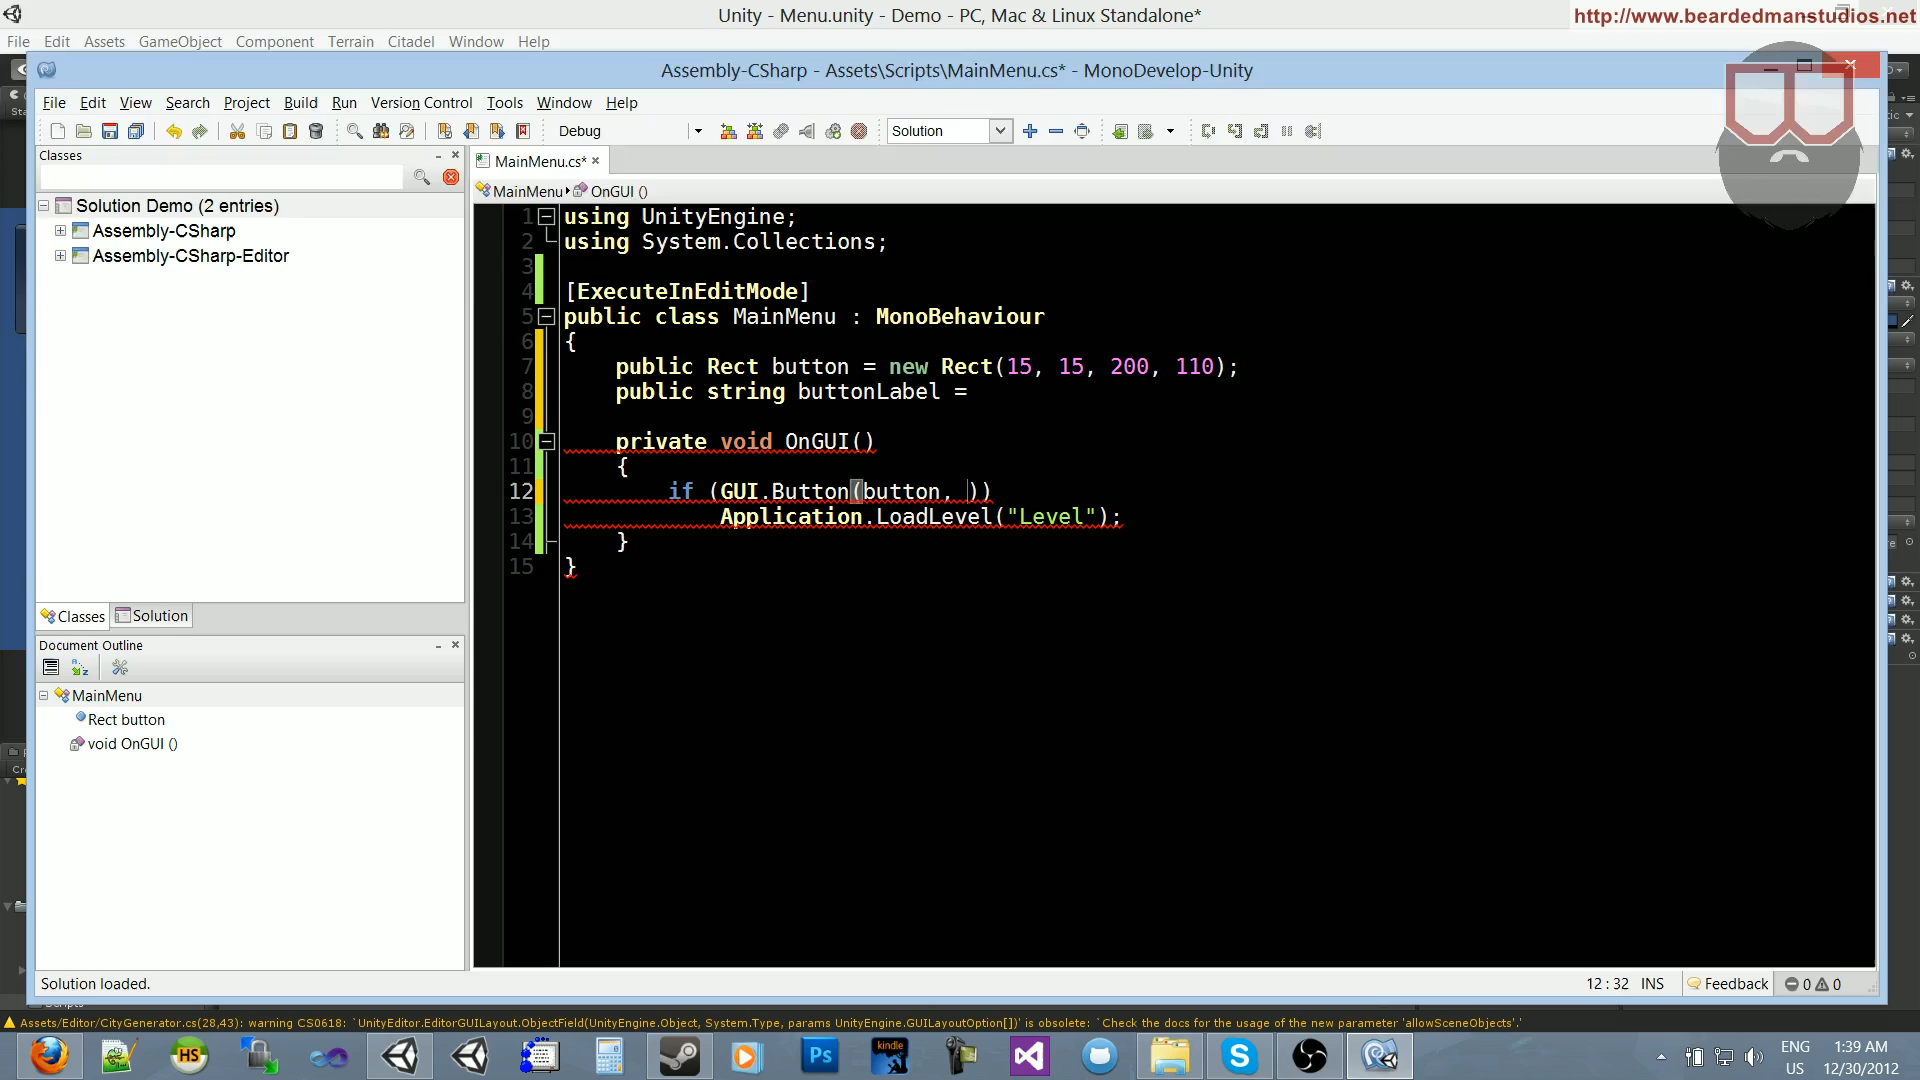 Unity - Menu.unity - Demo - PC, Mac & Linux Standalone*
http://www.beardedmanstudios.net
File Edit Assets GameObject Component Terrain Citadel Window Help
Assembly-CSharp - Assets\Scripts\MainMenu.cs* - MonoDevelop-Unity
File Edit View Search Project Build Run Version Control Tools Window Help
Debug
Solution
Classes
MainMenu.cs*
MainMenu OnGUI ()
Solution Demo (2 entries)
Assembly-CSharp
Assembly-CSharp-Editor
1 using UnityEngine;
2 using System.Collections;
3
4 [ExecuteInEditMode]
5 public class MainMenu : MonoBehaviour
6 {
7 public Rect button = new Rect(15, 15, 200, 110);
8 public string buttonLabel =
9
10 private void OnGUI()
11 {
12 if (GUI.Button(button, ))
13 Application.LoadLevel("Level");
14 }
15 }
Classes Solution
Document Outline
MainMenu
Rect button
void OnGUI ()
Solution loaded.
12 : 32 INS Feedback 0 0
Assets/Editor/CityGenerator.cs(28,43): warning CS0618: `UnityEditor.EditorGUILayout.ObjectField(UnityEngine.Object, System.Type, params UnityEngine.GUILayoutOption[])' is obsolete: `Check the docs for the usage of the new parameter 'allowSceneObjects'.'
HS
Ps
kindle
ENG
US
1:39 AM
12/30/2012